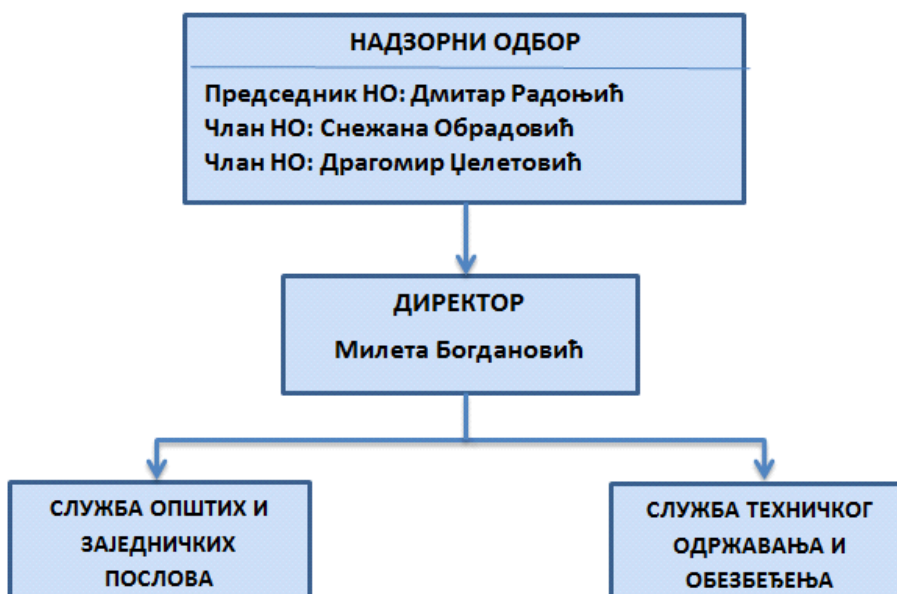 НАДЗОРНИ ОДБОР
Председник НО: Дмитар Радоњић
Члан НО: Снежана Обрадовић
Члан НО: Драгомир Џелетовић
ДИРЕКТОР
Милета Богдановић
СЛУЖБА ОПШТИХ И
ЗАЈЕДНИЧКИХ
ПОСЛОВА
СЛУЖБА ТЕХНИЧКОГ
ОДРЖАВАЊА И
ОБЕЗБЕЂЕЊА